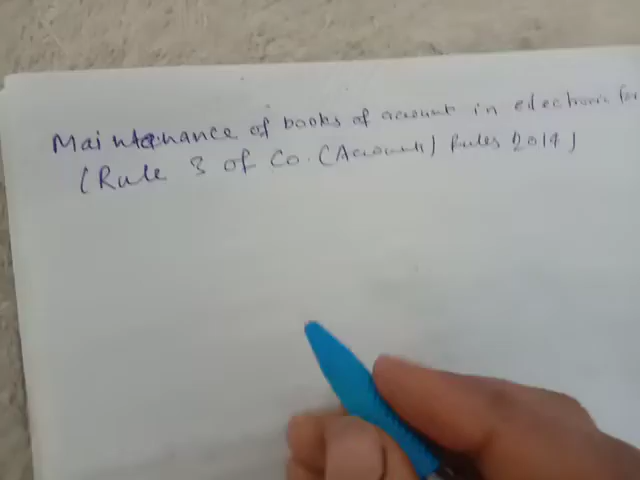 Maintenance of books of account in electronic for
(Rule 3 of Co. (Accounts) Rules 2014)